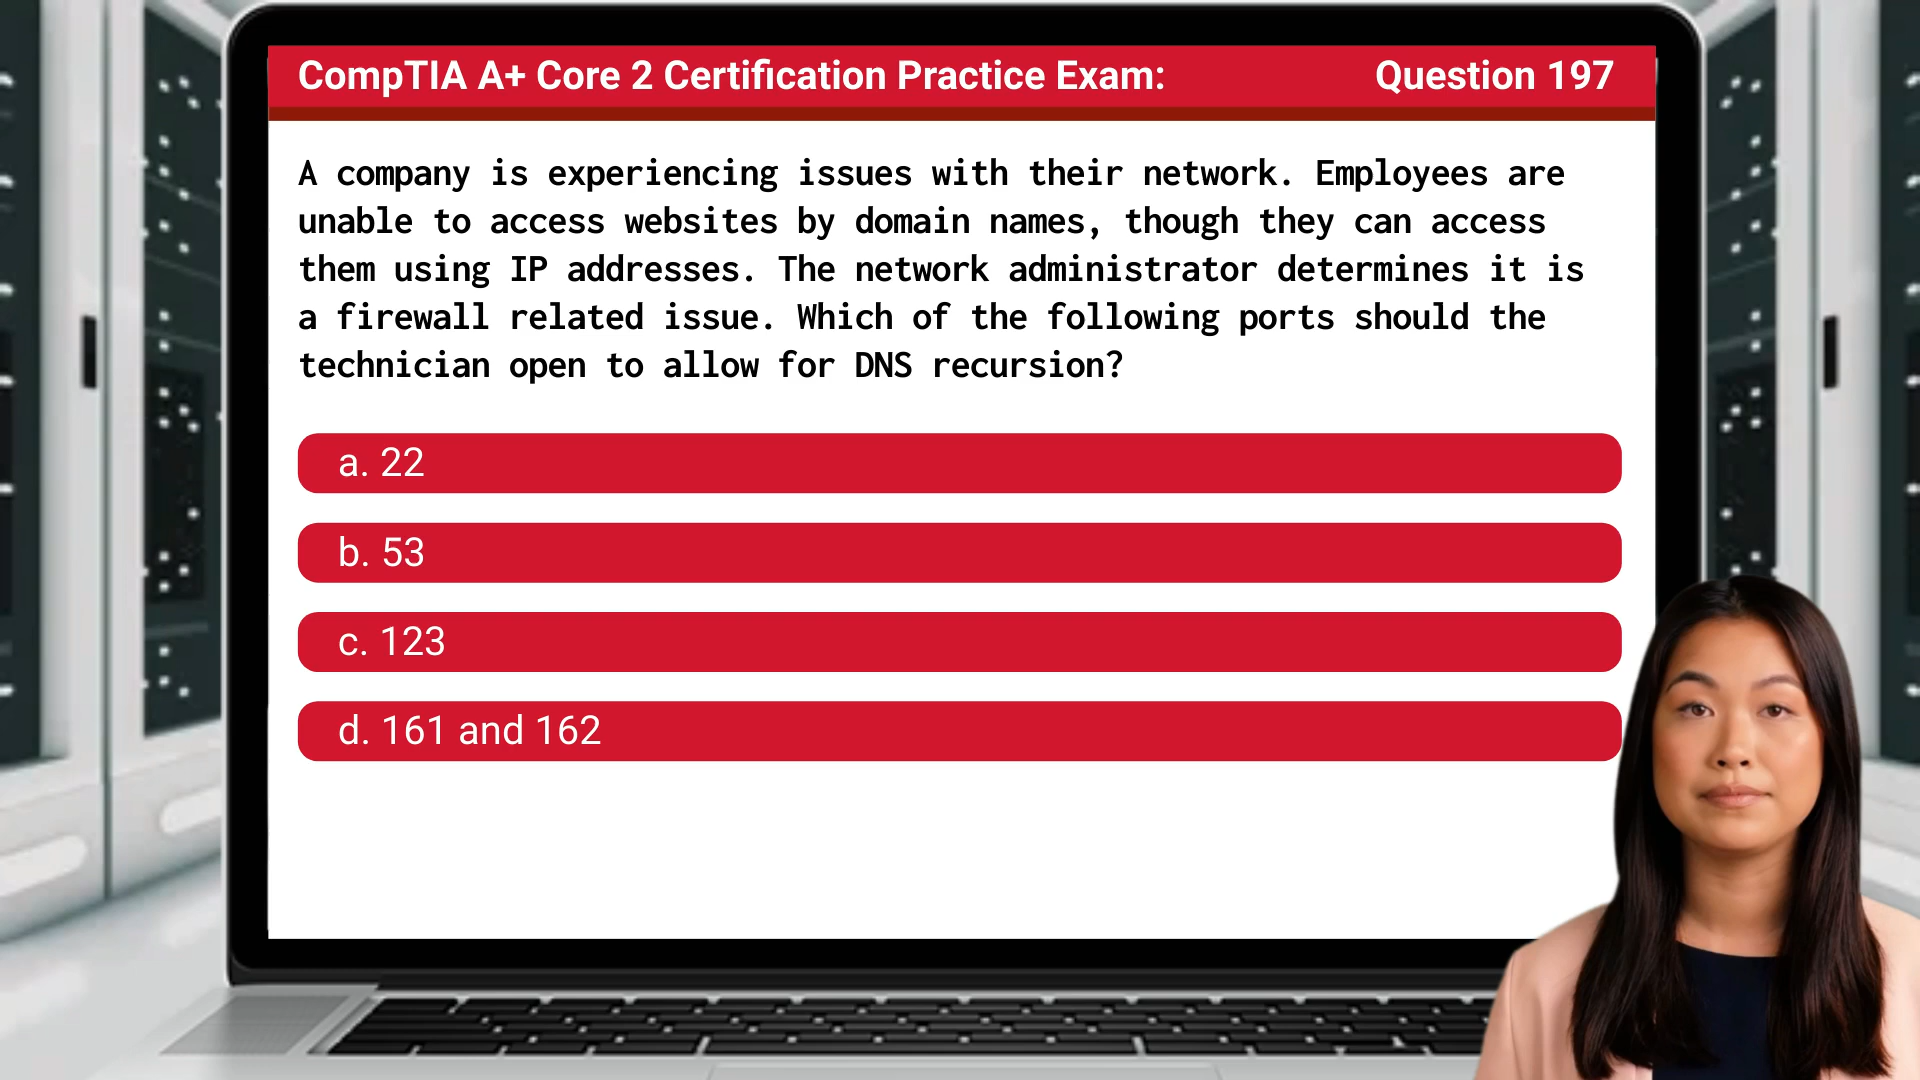 CompTIA A+ Core 2 Certification Practice Exam: Question 197
A company is experiencing issues with their network. Employees are
unable to access websites by domain names, though they can access
them using IP addresses. The network administrator determines it is
a firewall related issue. Which of the following ports should the
technician open to allow for DNS recursion?
a. 22
b. 53
c. 123
d. 161 and 162